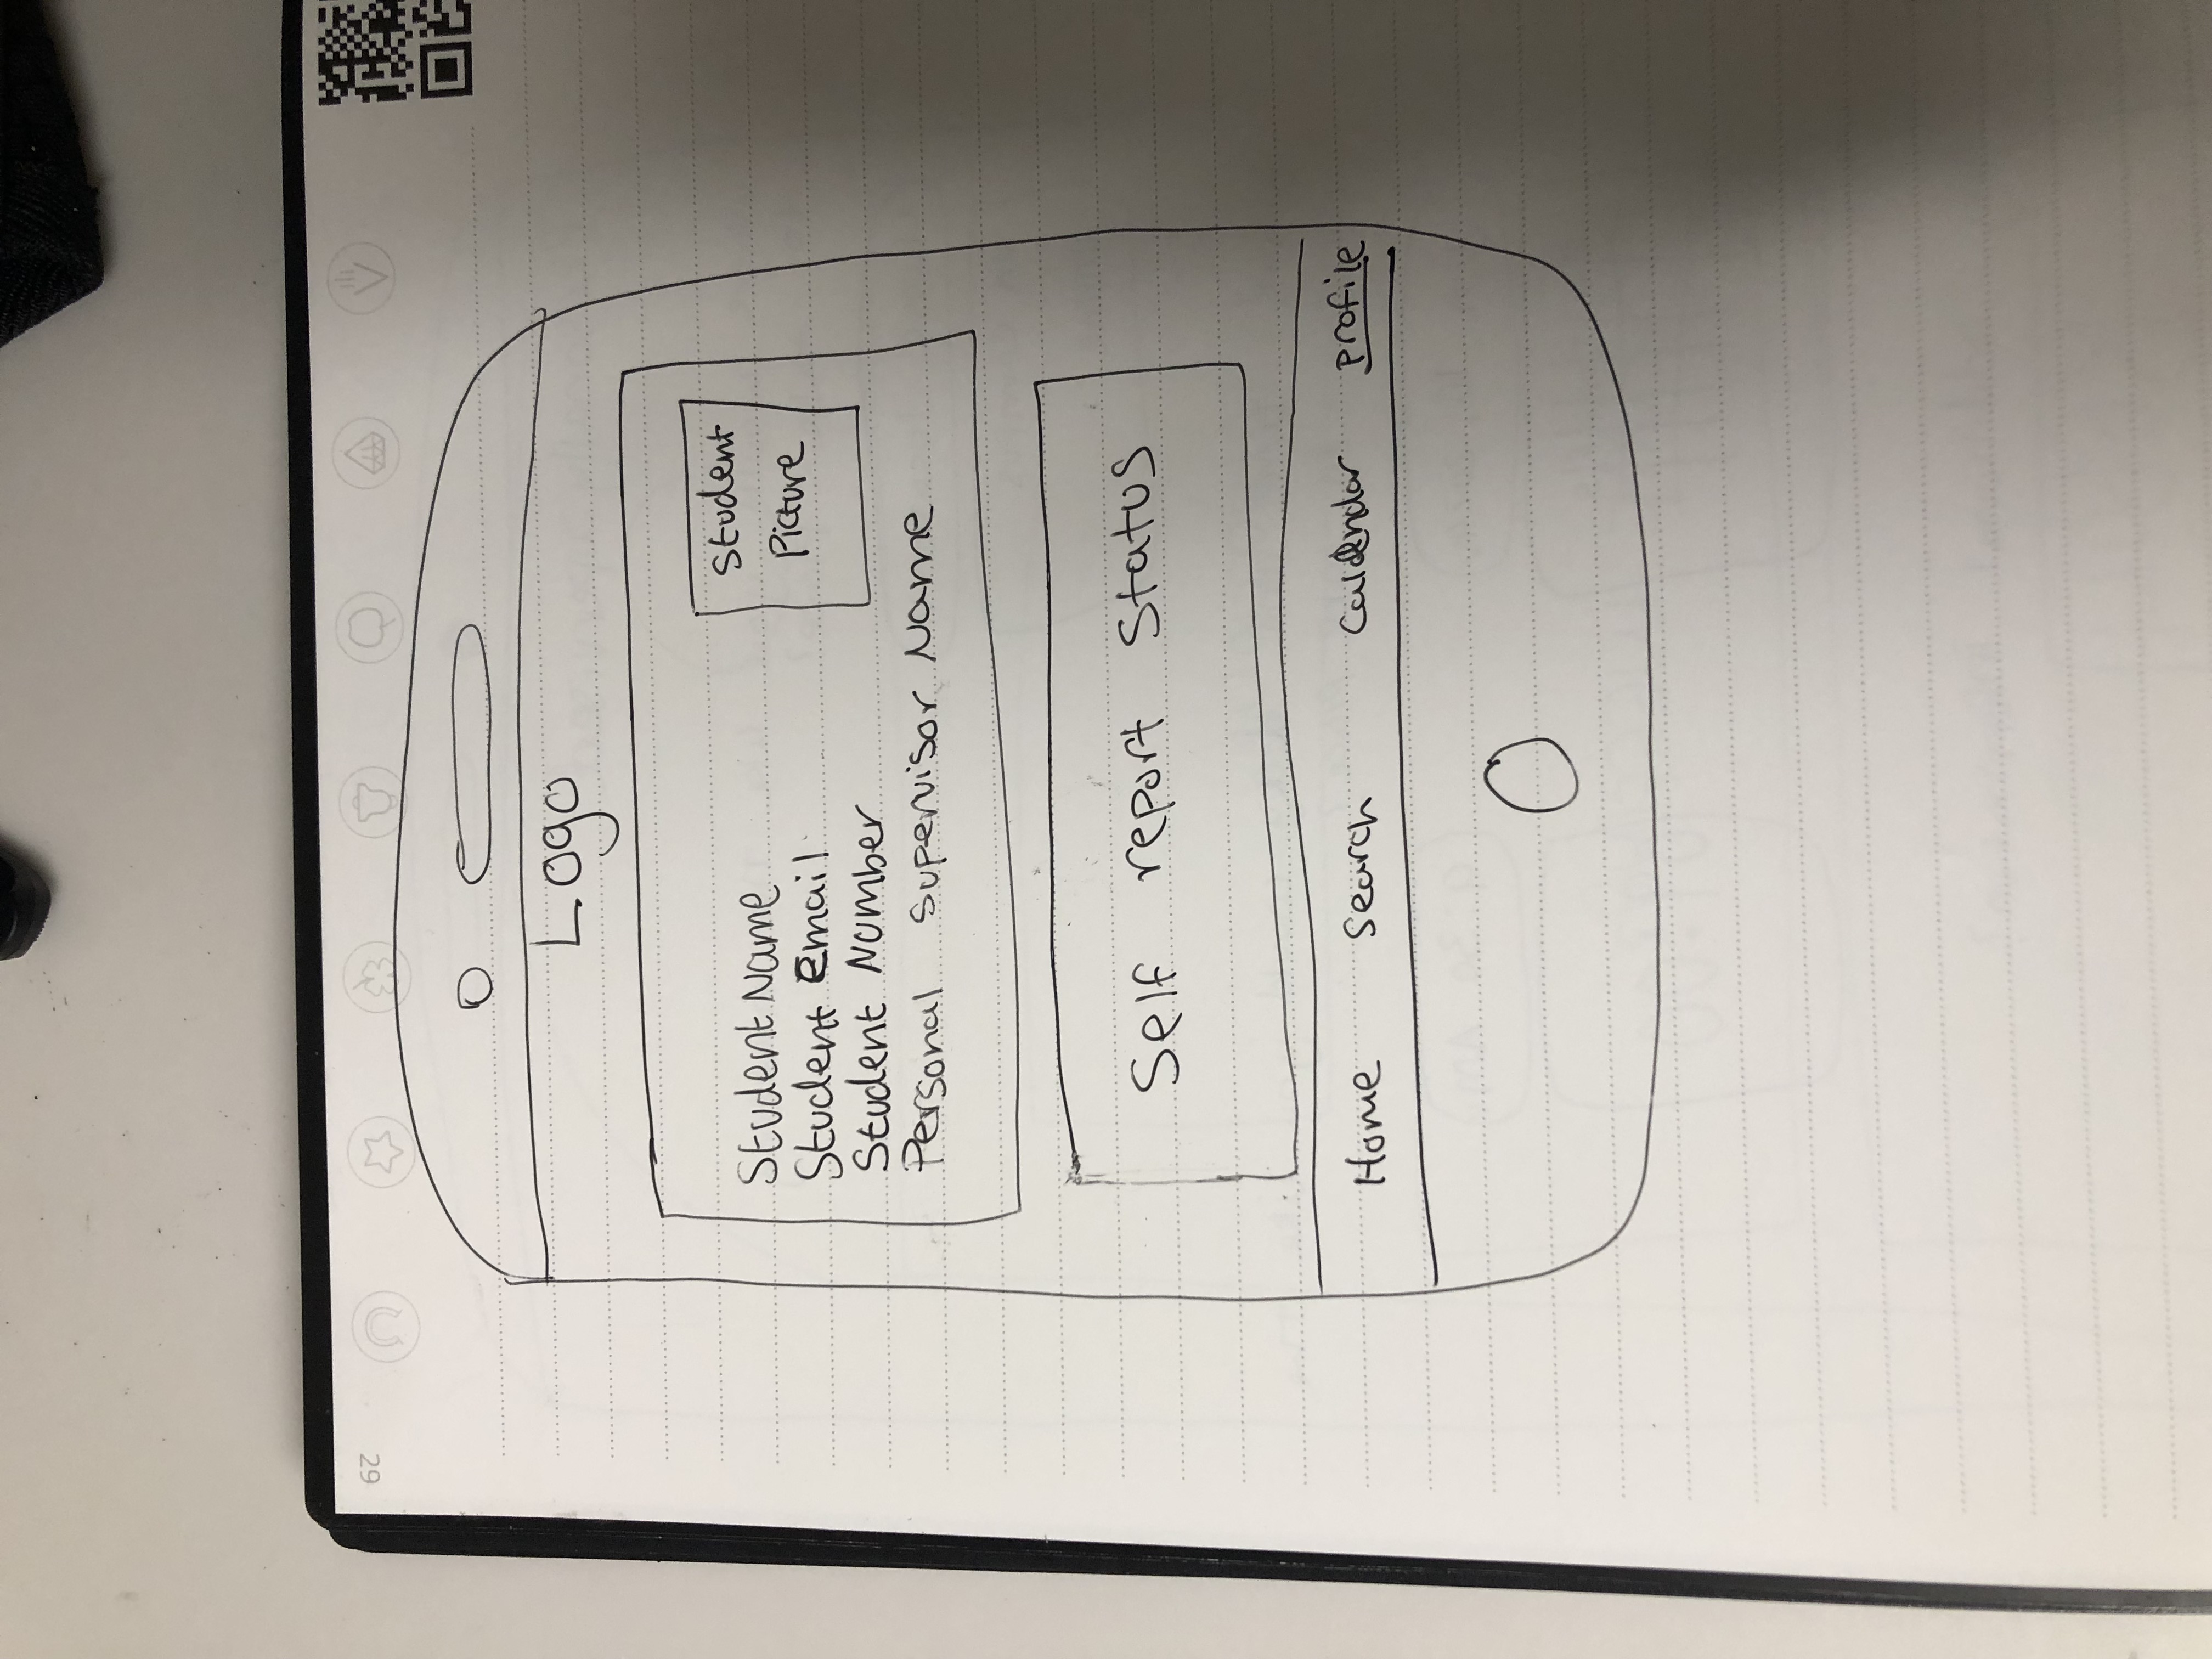 29
Logo
Student
Picture
Student Name
Student Email
Student Number
Personal Supervisor Name
Self report Status
Home Search Calendar profile